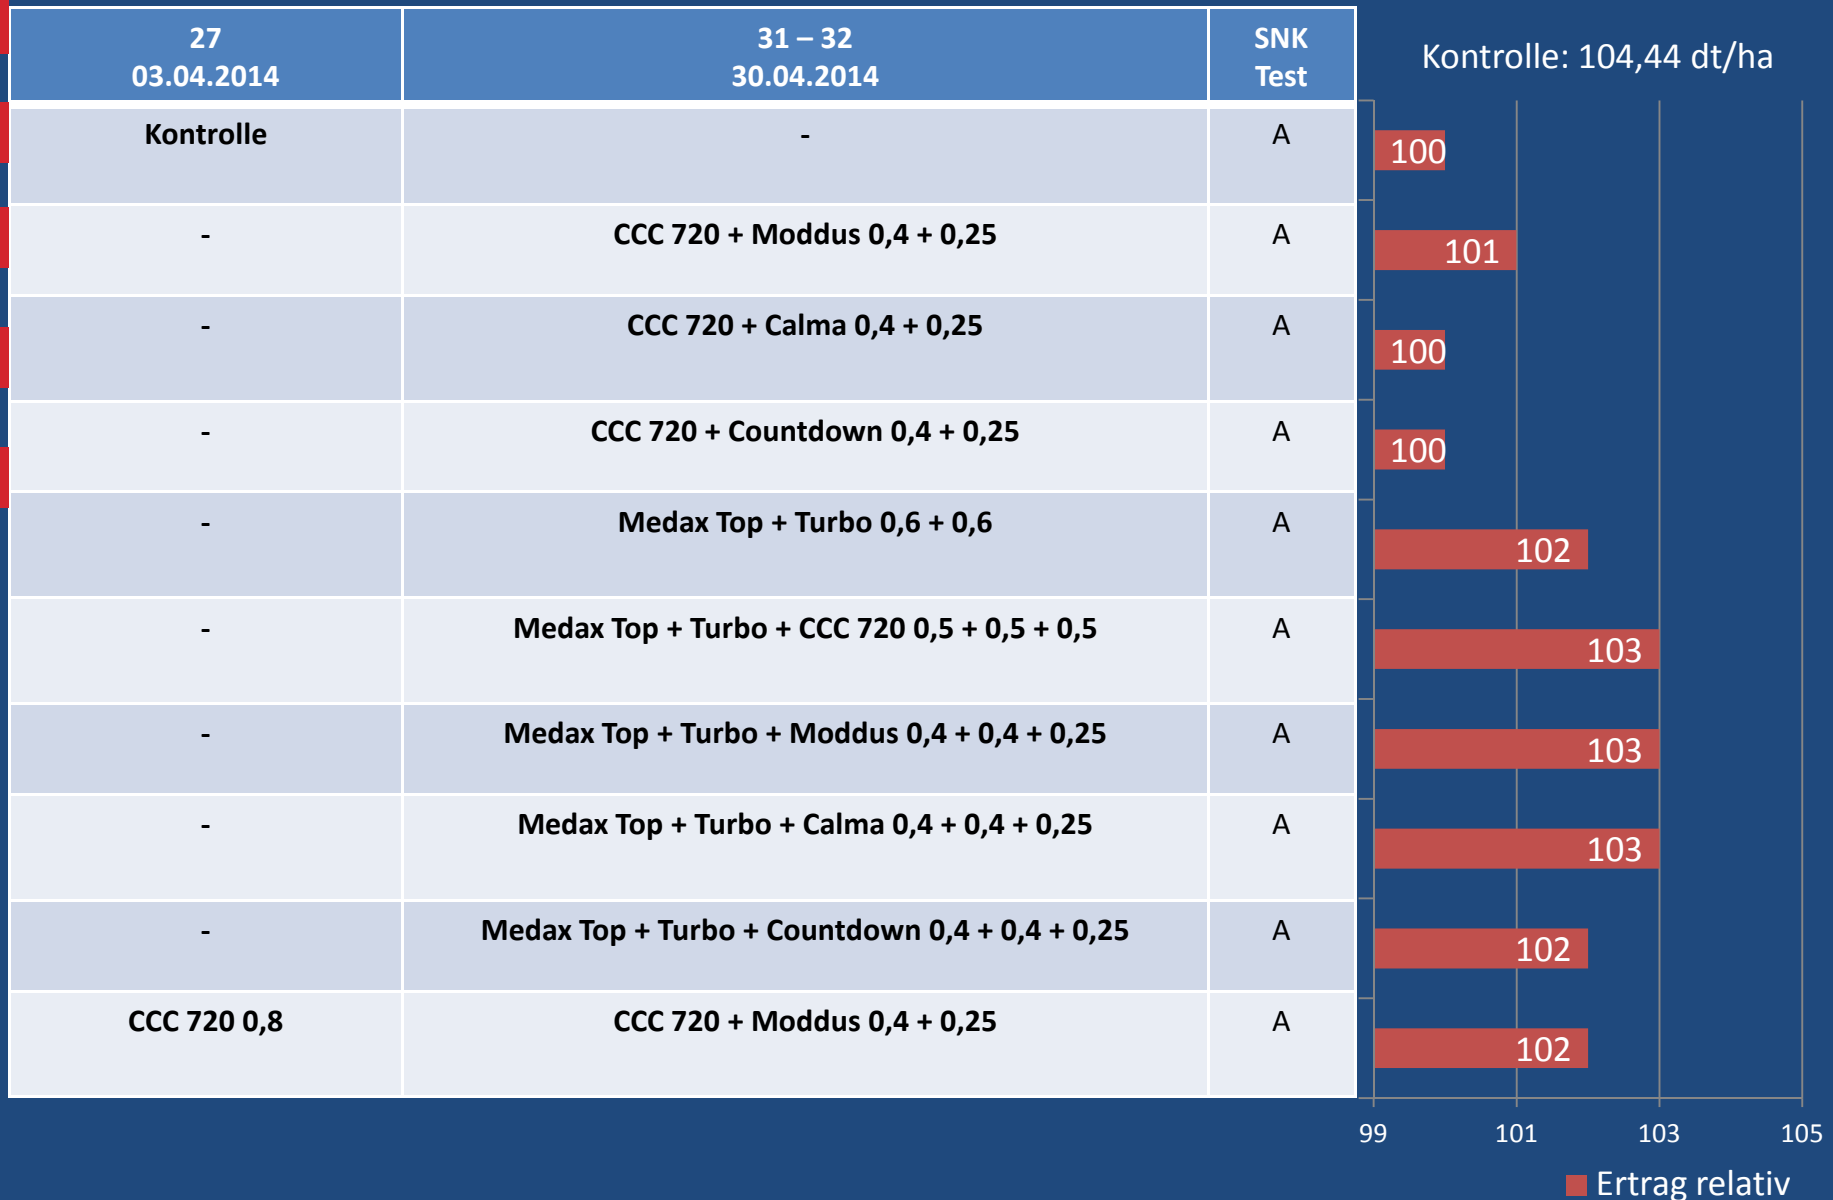 27
03.04.2014
31 – 32
30.04.2014
SNK
Test
Kontrolle: 104,44 dt/ha
Kontrolle - A 100
- CCC 720 + Moddus 0,4 + 0,25 A 101
- CCC 720 + Calma 0,4 + 0,25 A 100
- CCC 720 + Countdown 0,4 + 0,25 A 100
- Medax Top + Turbo 0,6 + 0,6 A 102
- Medax Top + Turbo + CCC 720 0,5 + 0,5 + 0,5 A 103
- Medax Top + Turbo + Moddus 0,4 + 0,4 + 0,25 A 103
- Medax Top + Turbo + Calma 0,4 + 0,4 + 0,25 A 103
- Medax Top + Turbo + Countdown 0,4 + 0,4 + 0,25 A 102
CCC 720 0,8 CCC 720 + Moddus 0,4 + 0,25 A 102
99 101 103 105
Ertrag relativ